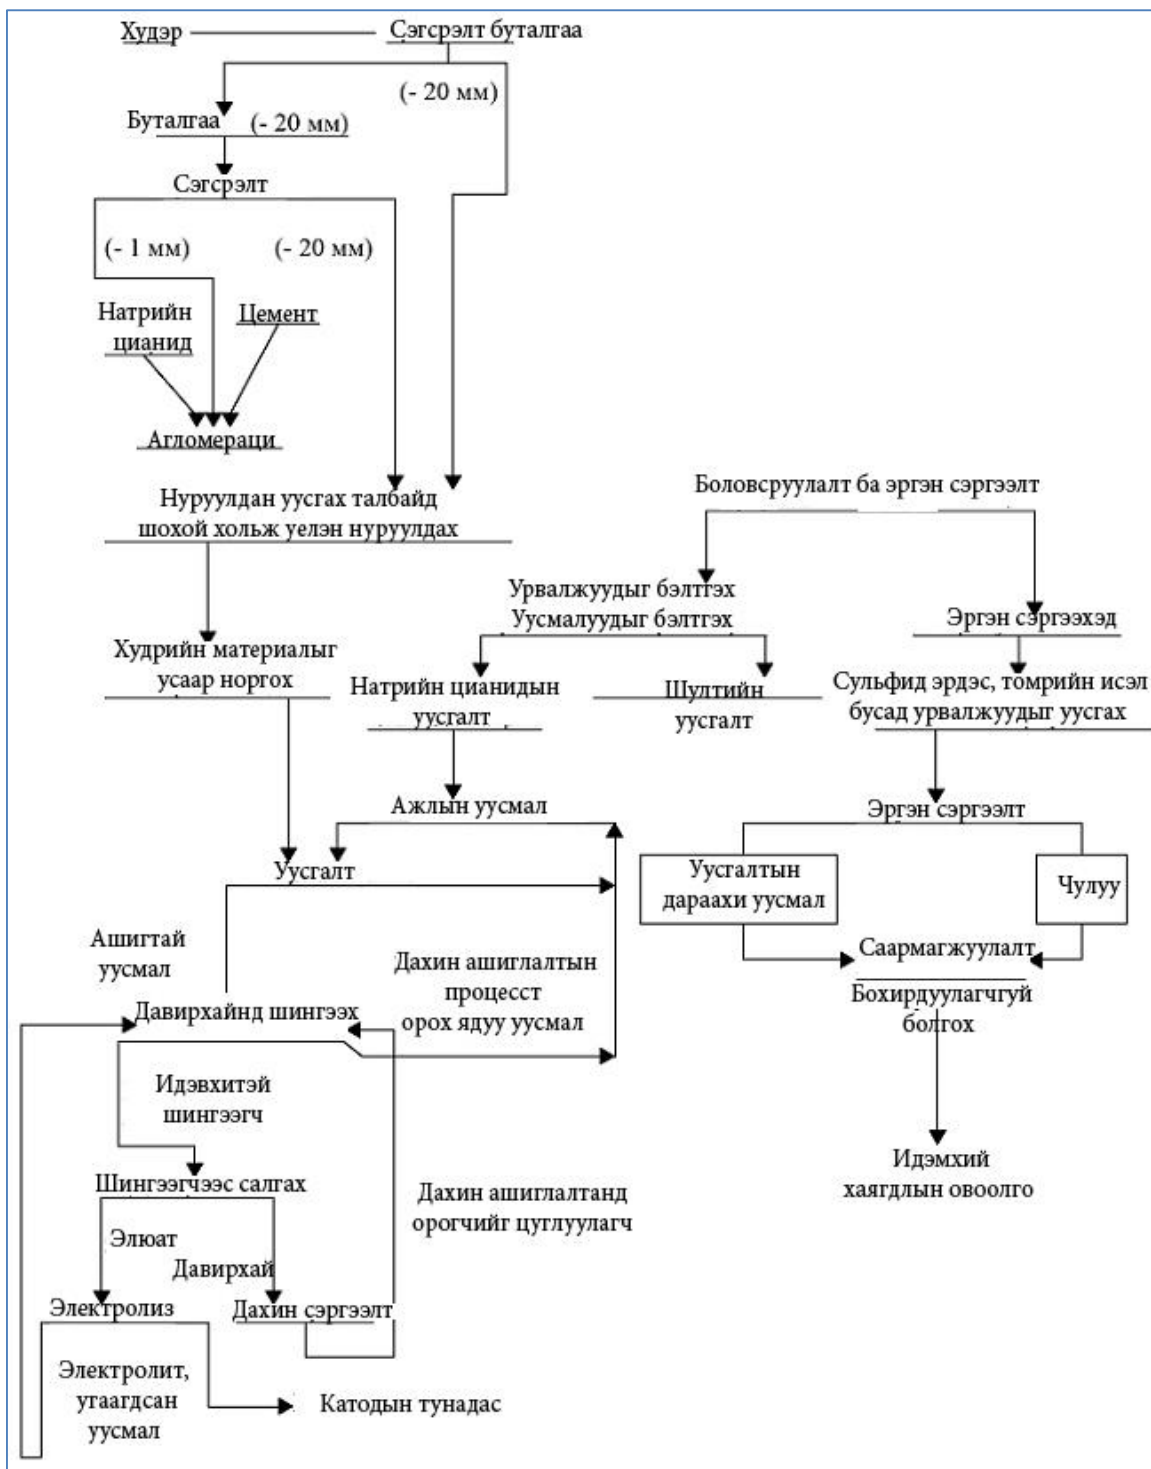 Худэр
Сэгсрэлт буталгаа
(- 20 мм)
Буталгаа (- 20 мм)
Сэгсрэлт
(- 1 мм)
(- 20 мм)
Натрийн
цианид
Цемент
Агломераци
Нуруулдан уусгах талбайд
шохой хольж уелэн нуруулдах
Худрийн материалыг
усаар норгох
Боловсруулалт ба эргэн сэргээлт
Урвалжуудыг бэлтгэх
Уусмалуудыг бэлтгэх
Эргэн сэргээхэд
Натрийн цианидын
уусгалт
Шултийн
уусгалт
Сульфид эрдэс, томрийн исэл
бусад урвалжуудыг уусгах
Ажлын уусмал
Эргэн сэргээлт
Уусгалт
Уусгалтын
дараахи уусмал
Чулуу
Ашигтай
уусмал
Дахин ашиглалтын
процесст
орох ядуу уусмал
Саармагжуулалт
Бохирдуулагчгуй
болгох
Давирхайнд шингээх
Идэвхитэй
шингээгч
Идэмхий
хаягдлын овоолго
Шингээгчээс салгах
Дахин ашиглалтанд
орогчийг цуглуулагч
Элюат
Давирхай
Электролиз
Дахин сэргээлт
Электролит,
угаагдсан
уусмал
Катодын тунадас